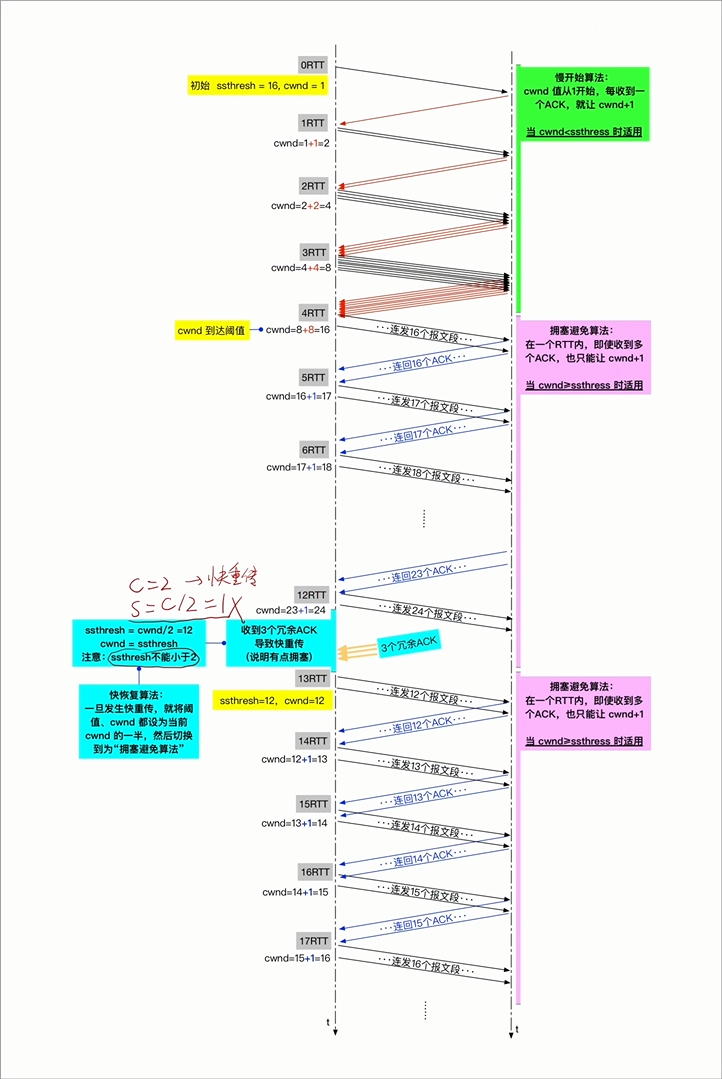 0RTT
初始 ssthresh = 16, cwnd = 1
慢开始算法：
cwnd 值从1开始，每收到一
个ACK，就让 cwnd+1
当 cwnd<ssthress 时适用
1RTT
cwnd=1+1=2
2RTT
cwnd=2+2=4
3RTT
cwnd=4+4=8
4RTT
cwnd 到达阈值
cwnd=8+8=16
···连发16个报文段···
拥塞避免算法：
在一个RTT内，即使收到多
个ACK，也只能让 cwnd+1
当 cwnd≥ssthress 时适用
···连回16个ACK···
5RTT
cwnd=16+1=17
···连发17个报文段···
···连回17个ACK···
6RTT
cwnd=17+1=18
···连发18个报文段···
···连回23个ACK···
C=2 →快重传
S=C/2=1X
12RTT
cwnd=23+1=24
···连发24个报文段···
ssthresh = cwnd/2 =12
cwnd = ssthresh
注意：ssthresh不能小于2
收到3个冗余ACK
导致快重传
（说明有点拥塞）
3个冗余ACK
快恢复算法：
一旦发生快重传，就将阈
值、cwnd 都设为当前
cwnd 的一半，然后切换
到为“拥塞避免算法”
13RTT
ssthresh=12，cwnd=12
···连发12个报文段···
拥塞避免算法：
在一个RTT内，即使收到多
个ACK，也只能让 cwnd+1
当 cwnd≥ssthress 时适用
···连回12个ACK···
14RTT
cwnd=12+1=13
···连发13个报文段···
···连回13个ACK···
15RTT
cwnd=13+1=14
···连发14个报文段···
···连回14个ACK···
16RTT
cwnd=14+1=15
···连发15个报文段···
···连回15个ACK···
17RTT
cwnd=15+1=16
···连发16个报文段···
t
t